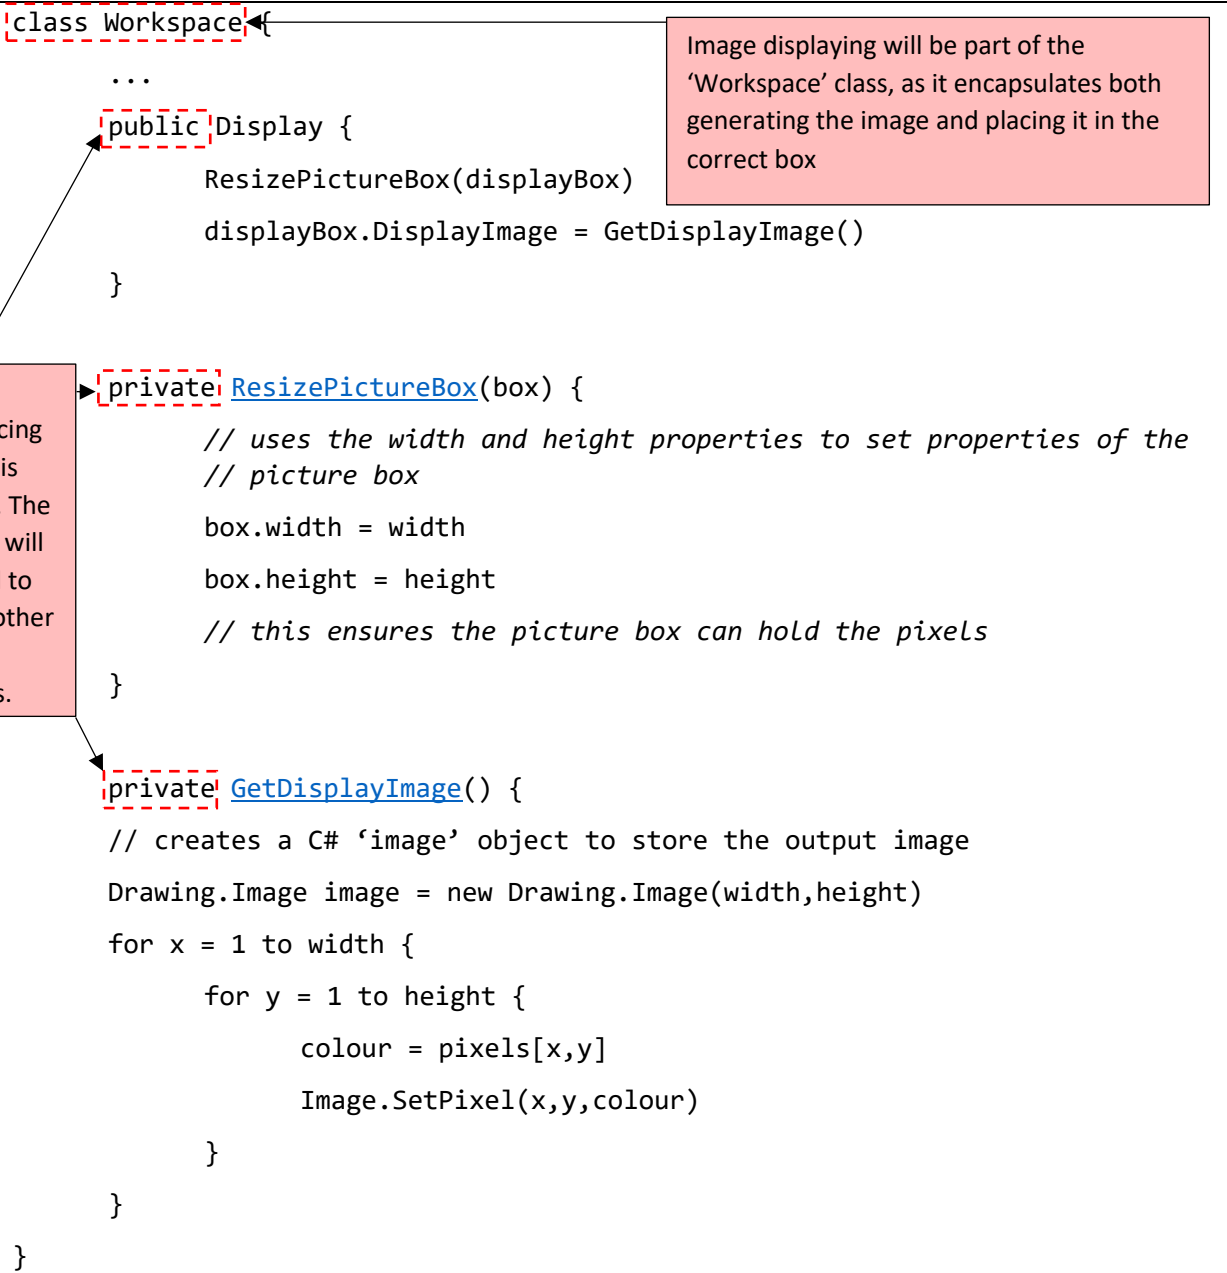 class Workspace {
...
public Display {
ResizePictureBox(displayBox)
displayBox.DisplayImage = GetDisplayImage()
}
Image displaying will be part of the
‘Workspace’ class, as it encapsulates both
generating the image and placing it in the
correct box
private ResizePictureBox(box) {
// uses the width and height properties to set properties of the
// picture box
box.width = width
box.height = height
// this ensures the picture box can hold the pixels
}
cing
is
. The
will
to
other
s.
private GetDisplayImage() {
// creates a C# ‘image’ object to store the output image
Drawing.Image image = new Drawing.Image(width,height)
for x = 1 to width {
for y = 1 to height {
colour = pixels[x,y]
Image.SetPixel(x,y,colour)
}
}
}